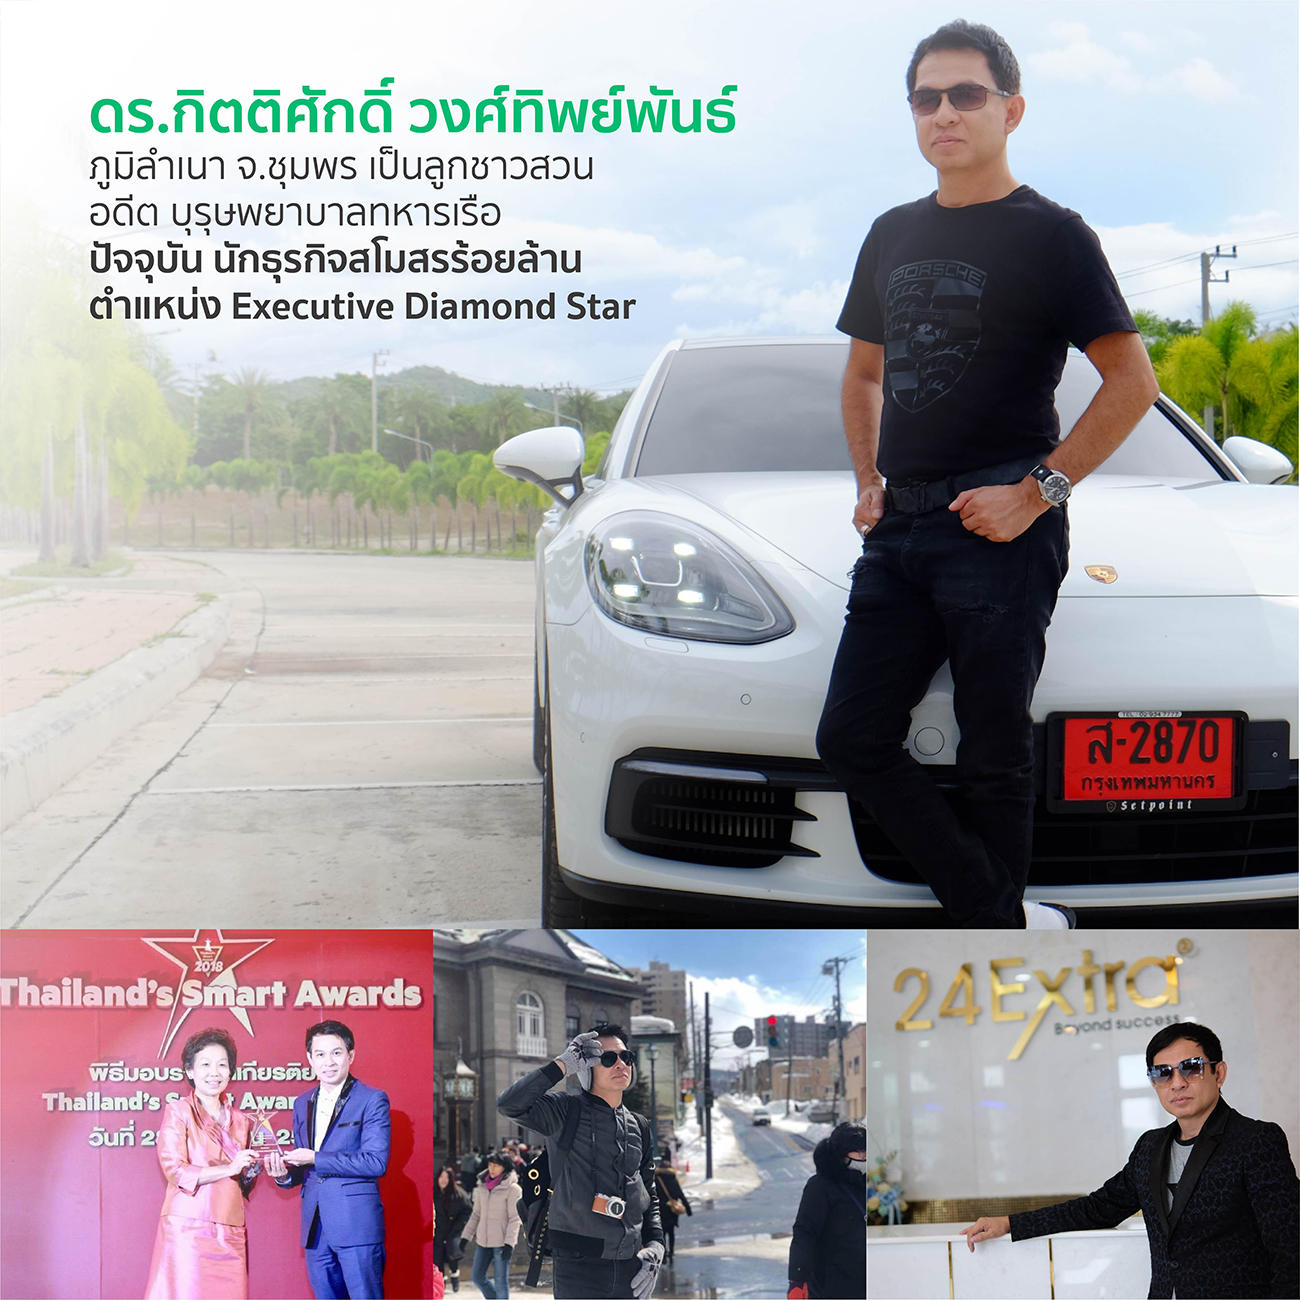 ดร.กิตติศักดิ์ วงศ์ทิพย์พันธ์
ภูมิลำเนา จ.ชุมพร เป็นลูกชาวสวน
อดีต บุรุษพยาบาลทหารเรือ
ปัจจุบัน นักธุรกิจสโมสรร้อยล้าน
ตำแหน่ง Executive Diamond Star
PORSCHE
TEL. 02 934 7777
ส-2870
กรุงเทพมหานคร
Setpoint
2018
Thailand's Smart Awards
พิธีมอบร เกียรติย
Thailand's S Awar
วันที่ 2
24Extra®
Beyond success